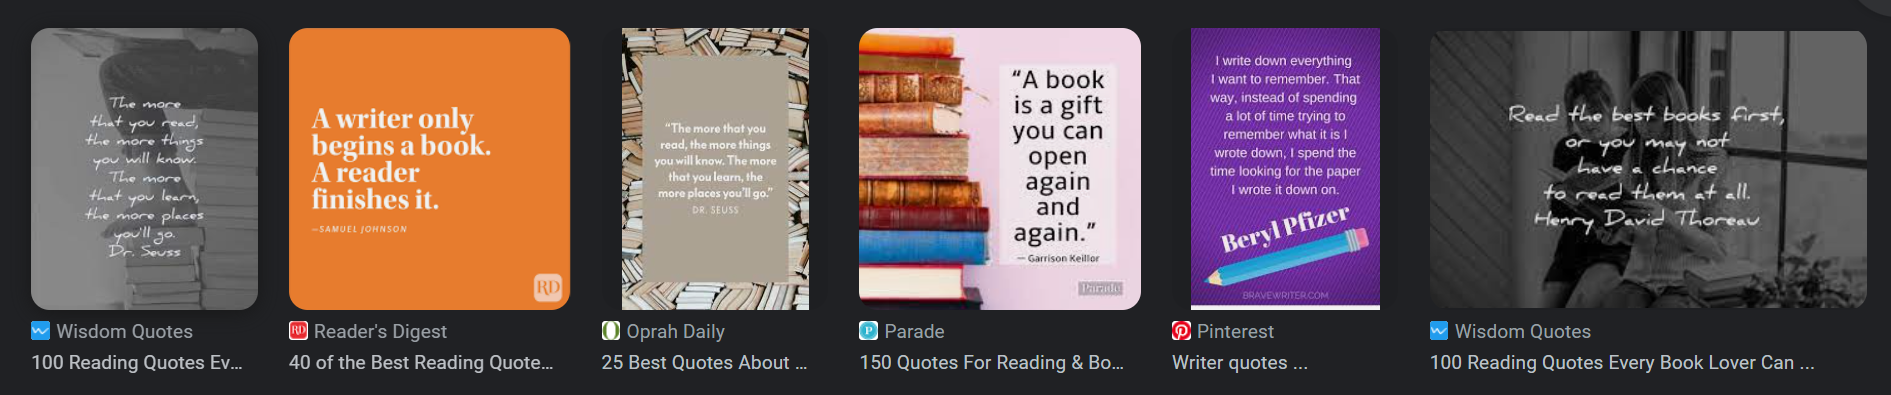 The more
that you read,
the more things
you will know.
The more
that you learn,
the more places
you'll go.
Dr. Seuss
Wisdom Quotes
100 Reading Quotes Ev...
A writer only
begins a book.
A reader
finishes it.
—SAMUEL JOHNSON
RD
RD
Reader's Digest
40 of the Best Reading Quote...
"The more that you
read, the more things
you will know. The more
that you learn, the
more places you'll go."
DR. SEUSS
Oprah Daily
25 Best Quotes About ...
“A book
is a gift
you can
open
again
and
again.”
— Garrison Keillor
Parade
P
Parade
150 Quotes For Reading & Bo...
I write down everything
I want to remember. That
way, instead of spending
a lot of time trying to
remember what it is I
wrote down, I spend the
time looking for the paper
I wrote it down on.
Beryl Pfizer
BRAVEWRITER.COM
Pinterest
Writer quotes ...
Read the best books first,
or you may not
have a chance
to read them at all.
Henry David Thoreau
Wisdom Quotes
100 Reading Quotes Every Book Lover Can ...